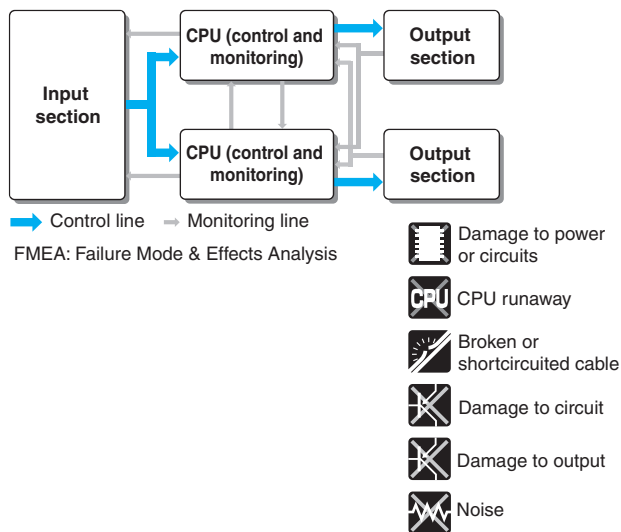 Input
section
CPU (control and
monitoring)
Output
section
CPU (control and
monitoring)
Output
section
Control line
Monitoring line
FMEA: Failure Mode & Effects Analysis
Damage to power
or circuits
CPU
CPU runaway
Broken or
shortcircuited cable
Damage to circuit
Damage to output
Noise